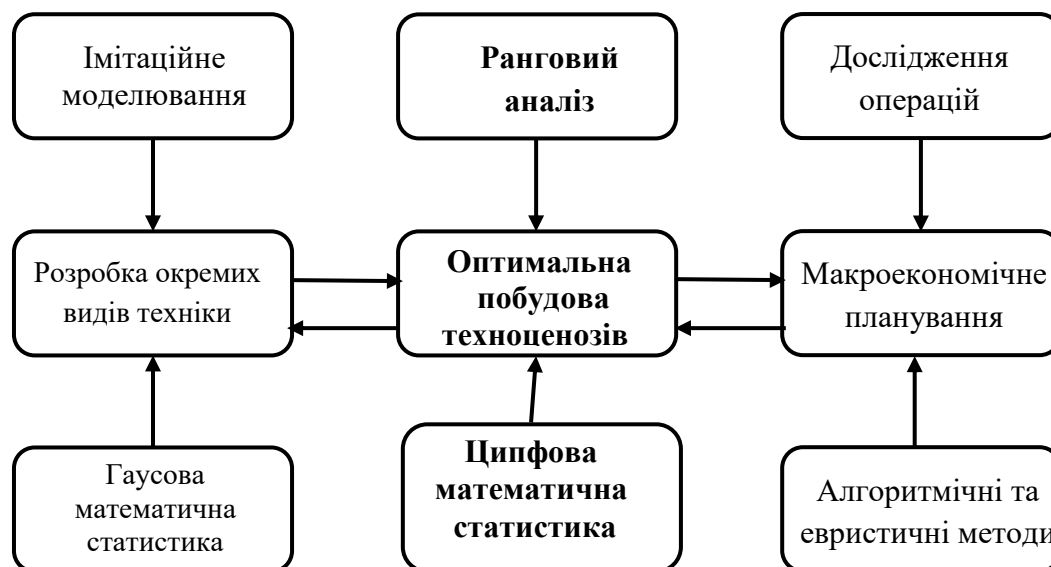 Імітаційне
моделювання
Ранговий
аналіз
Дослідження
операцій
Розробка окремих
видів техніки
Оптимальна
побудова
техноценозів
Макроекономічне
планування
Гаусова
математична
статистика
Ципфова
математична
статистика
Алгоритмічні та
евристичні методи